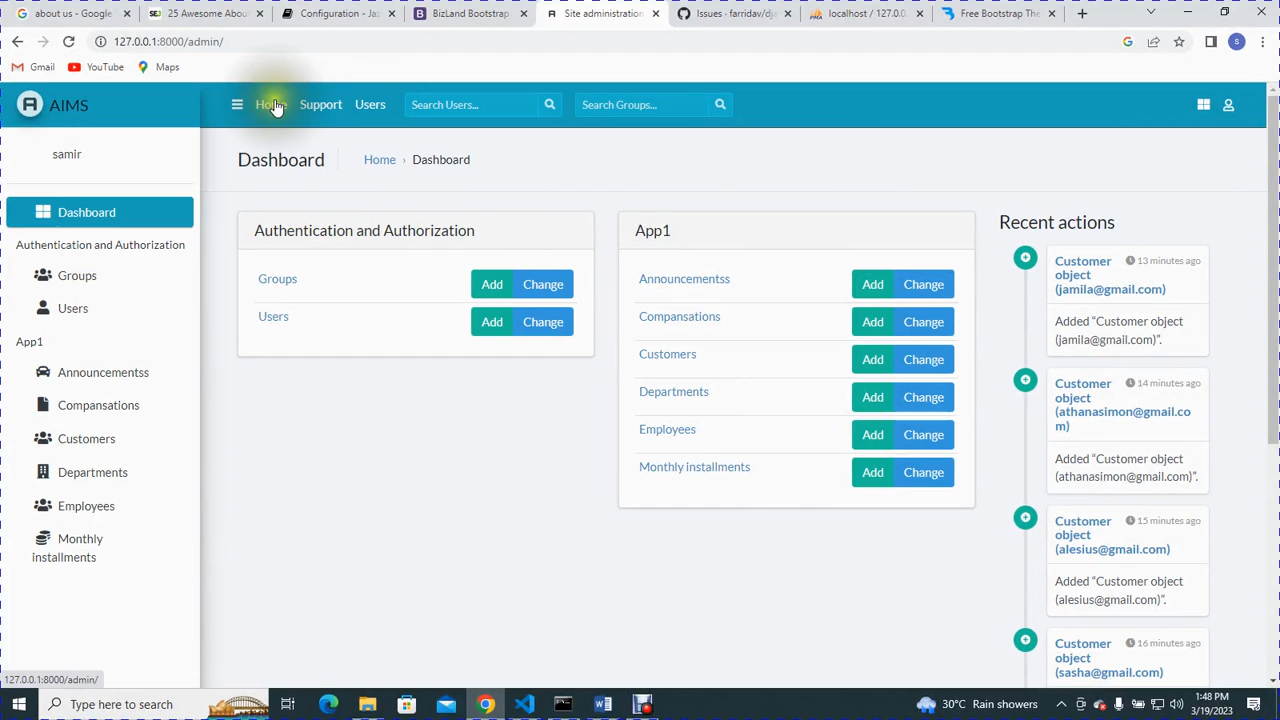 about us - Google
25 Awesome Abo
Configuration - Jaz
BizLand Bootstrap
Site administration
Issues - farridav/dja
localhost / 127.0.0
Free Bootstrap The
127.0.0.1:8000/admin/
S
Gmail
YouTube
Maps
AIMS
Home
Support
Users
Search Users...
Search Groups...
samir
Dashboard
Home › Dashboard
Dashboard
Authentication and Authorization
Groups
Users
App1
Announcementss
Compansations
Customers
Departments
Employees
Monthly
installments
Authentication and Authorization
Groups
Add
Change
Users
Add
Change
App1
Announcementss
Add
Change
Compansations
Add
Change
Customers
Add
Change
Departments
Add
Change
Employees
Add
Change
Monthly installments
Add
Change
Recent actions
Customer
object
(jamila@gmail.com)
13 minutes ago
Added “Customer object
(jamila@gmail.com)”.
Customer
object
(athanasimon@gmail.co
m)
14 minutes ago
Added “Customer object
(athanasimon@gmail.com)”.
Customer
object
(alesius@gmail.com)
15 minutes ago
Added “Customer object
(alesius@gmail.com)”.
Customer
object
(sasha@gmail.com)
16 minutes ago
127.0.0.1:8000/admin/
Type here to search
Rain showers
1:48 PM
3/19/2023